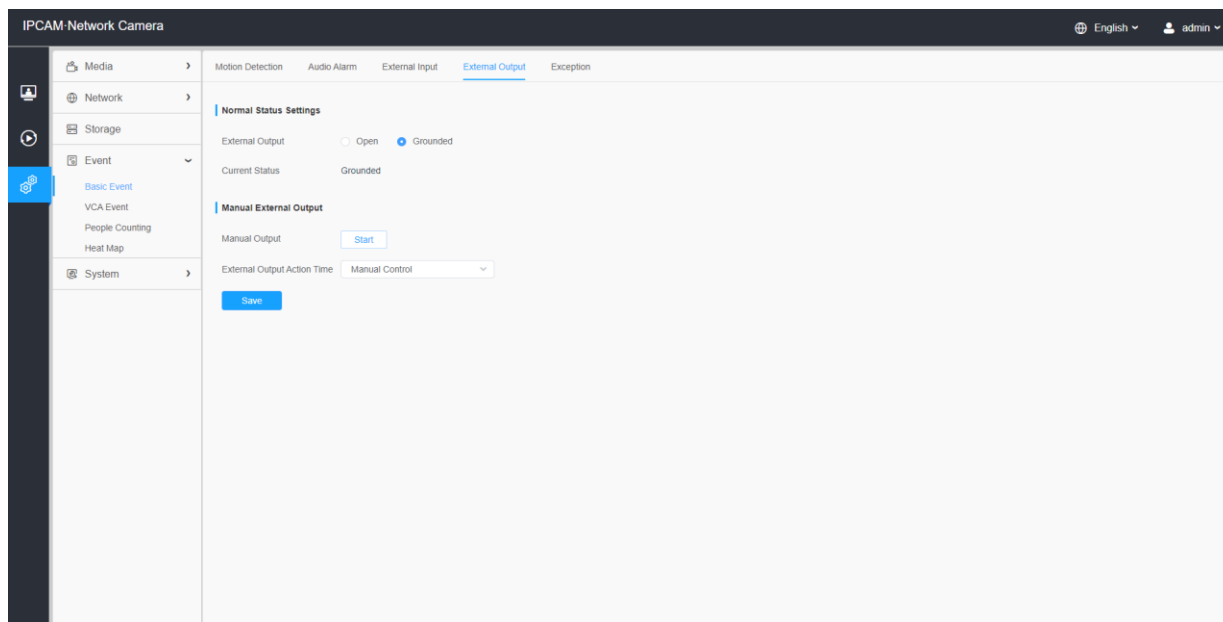 IPCAM·Network Camera
English
admin
Media
Network
Storage
Event
Basic Event
VCA Event
People Counting
Heat Map
System
Motion Detection Audio Alarm External Input External Output Exception
Normal Status Settings
External Output Open Grounded
Current Status Grounded
Manual External Output
Manual Output Start
External Output Action Time Manual Control
Save